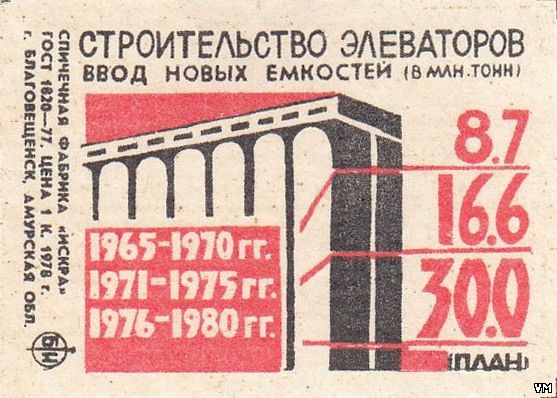 СТРОИТЕЛЬСТВО ЭЛЕВАТОРОВ
ВВОД НОВЫХ ЕМКОСТЕЙ (В МЛН. ТОНН)
8.7
16.6
30.0
(ПЛАН)
1965-1970 гг.
1971-1975 гг.
1976-1980 гг.
СПИЧЕЧНАЯ ФАБРИКА «ИСКРА»
ГОСТ 1820-77. ЦЕНА 1 К. 1978 г.
г. БЛАГОВЕЩЕНСК, АМУРСКАЯ ОБЛ.
VM